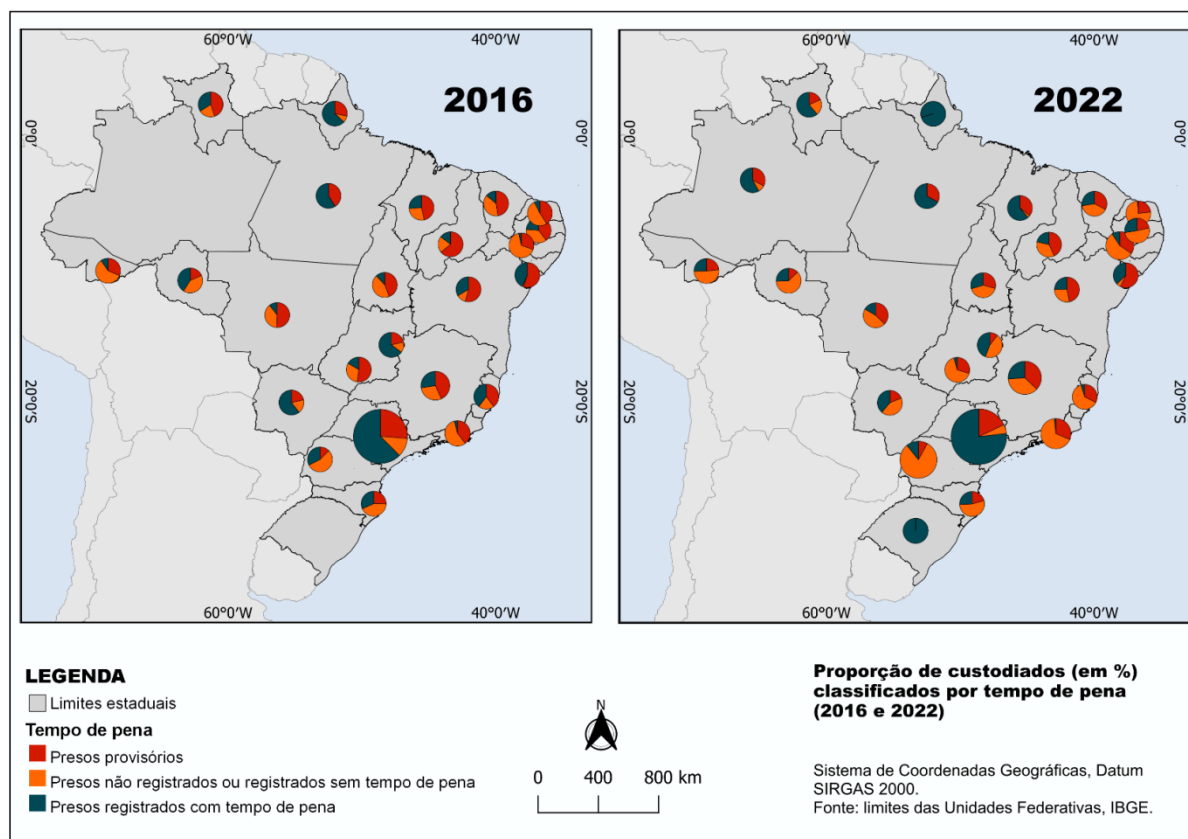 60°0'W 40°0'W
2016
0°0'
0°0'
20°0'S
20°0'S
60°0'W 40°0'W
60°0'W 40°0'W
2022
0°0'
0°0'
20°0'S
20°0'S
60°0'W 40°0'W
LEGENDA
Limites estaduais
Tempo de pena
Presos provisórios
Presos não registrados ou registrados sem tempo de pena
Presos registrados com tempo de pena
N
0 400 800 km
Proporção de custodiados (em %)
classificados por tempo de pena
(2016 e 2022)
Sistema de Coordenadas Geográficas, Datum
SIRGAS 2000.
Fonte: limites das Unidades Federativas, IBGE.